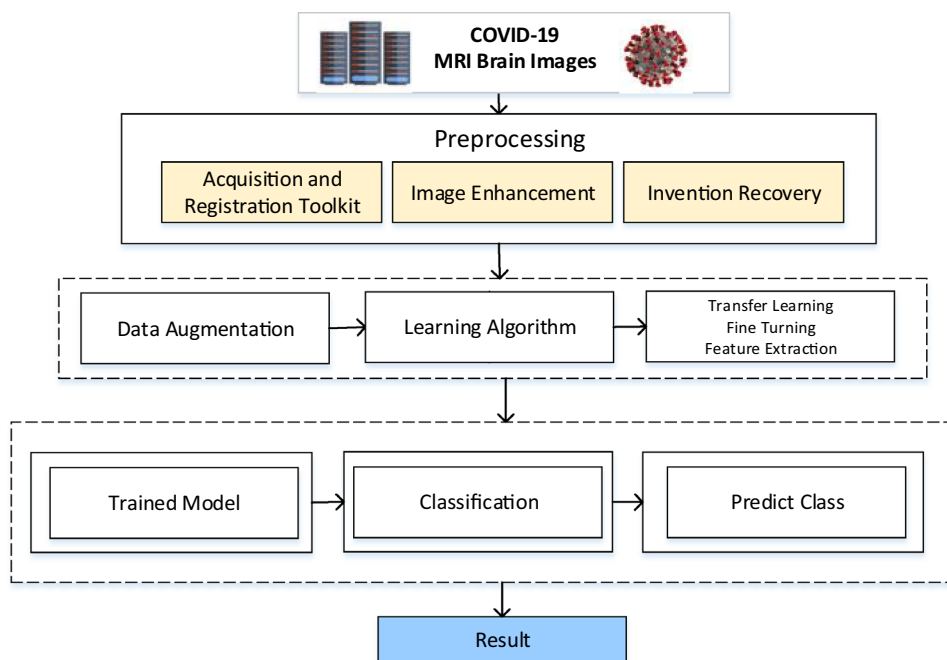 COVID-19
MRI Brain Images
Preprocessing
Acquisition and
Registration Toolkit
Image Enhancement
Invention Recovery
Data Augmentation
Learning Algorithm
Transfer Learning
Fine Turning
Feature Extraction
Trained Model
Classification
Predict Class
Result